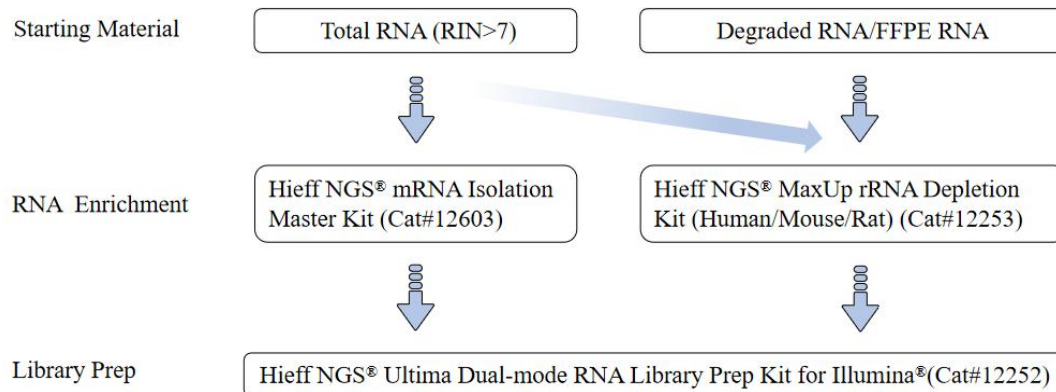 Starting Material
Total RNA (RIN>7)
Degraded RNA/FFPE RNA
RNA Enrichment
Hieff NGS® mRNA Isolation
Master Kit (Cat#12603)
Hieff NGS® MaxUp rRNA Depletion
Kit (Human/Mouse/Rat) (Cat#12253)
Library Prep
Hieff NGS® Ultima Dual-mode RNA Library Prep Kit for Illumina®(Cat#12252)